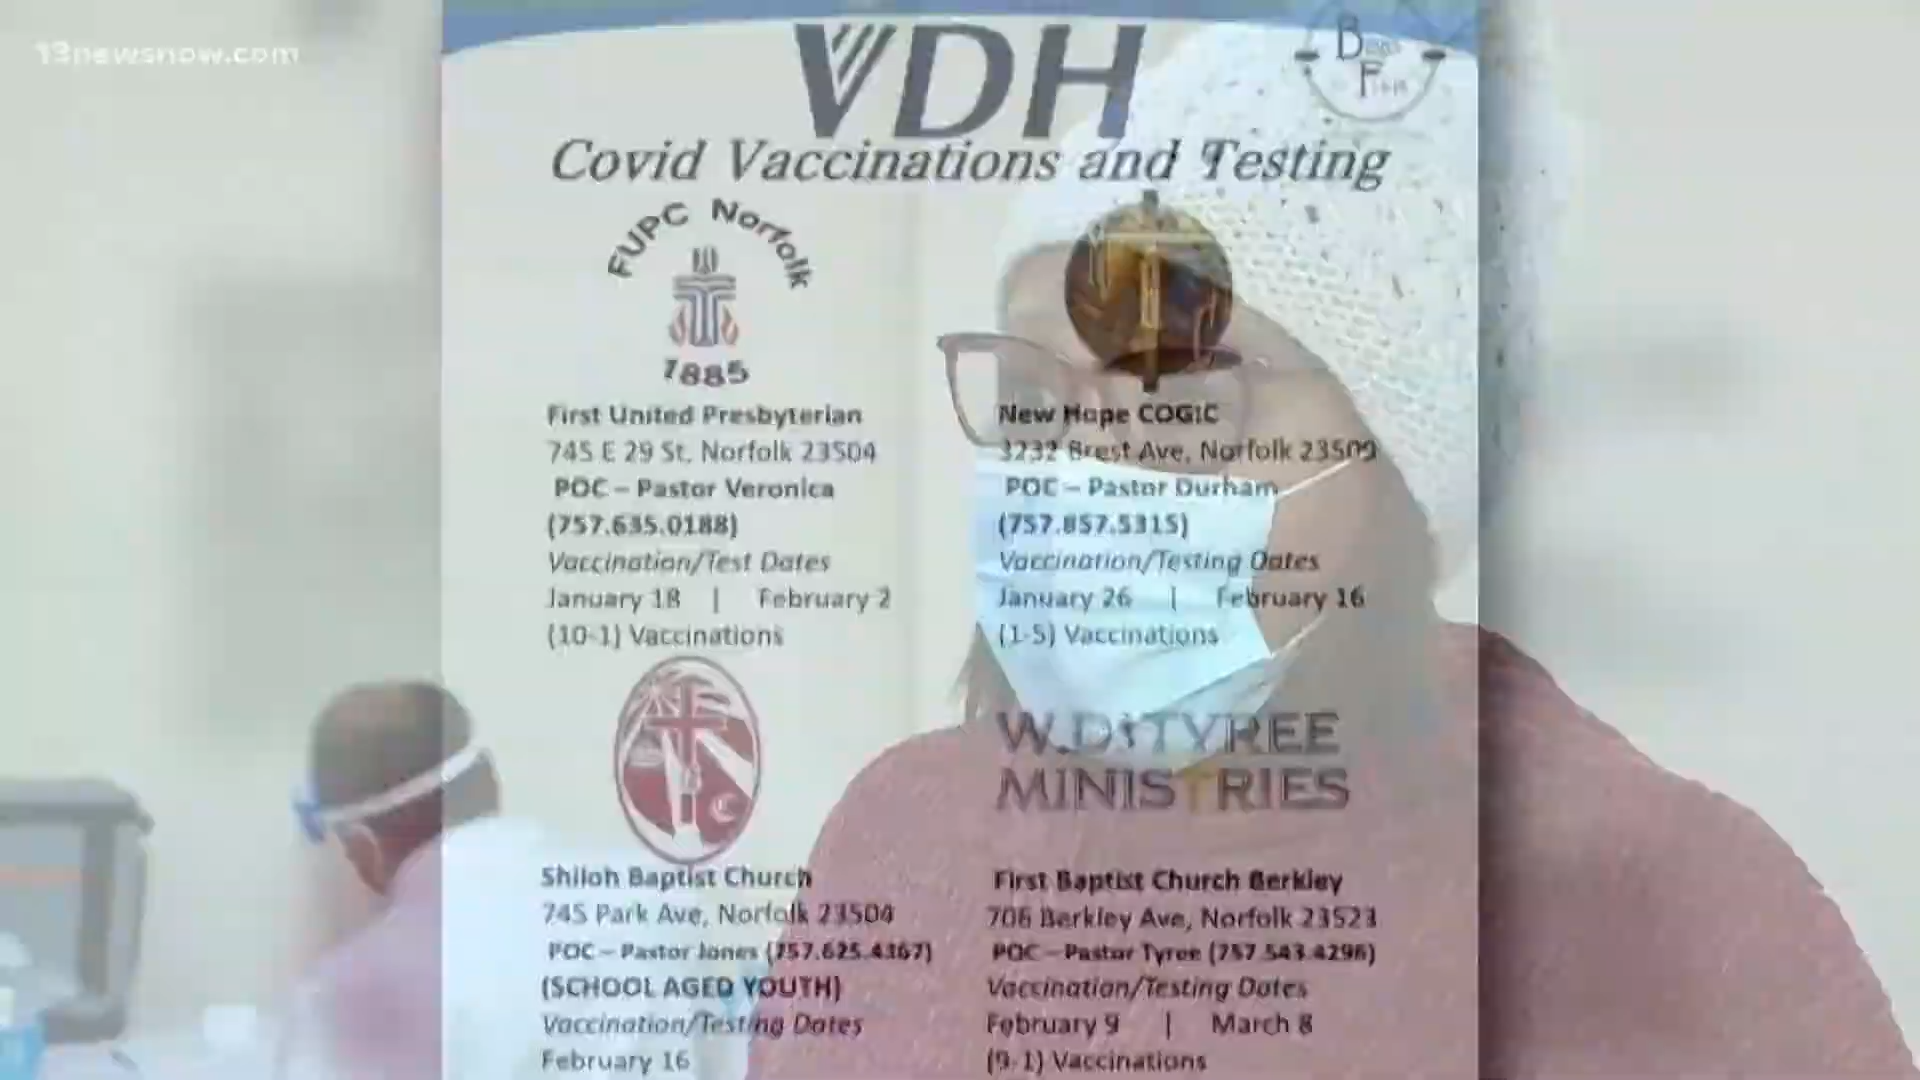 13newsnow.com
VDH
Covid Vaccinations and Testing
FUPC Norfolk
1885
First United Presbyterian
745 E 29 St, Norfolk 23504
POC – Pastor Veronica
(757.635.0188)
Vaccination/Test Dates
January 18 | February 2
(10-1) Vaccinations
New Hope COGIC
3232 Brest Ave, Norfolk 23509
POC – Pastor Durham
(757.857.5315)
Vaccination/Testing Dates
January 26 | February 16
(1-5) Vaccinations
Shiloh Baptist Church
745 Park Ave, Norfolk 23504
POC – Pastor Jones (757.625.4367)
(SCHOOL AGED YOUTH)
Vaccination/Testing Dates
February 16
W.D. TYREE
MINISTRIES
First Baptist Church Berkley
706 Berkley Ave, Norfolk 23523
POC – Pastor Tyree (757.543.4296)
Vaccination/Testing Dates
February 9 | March 8
(9-1) Vaccinations